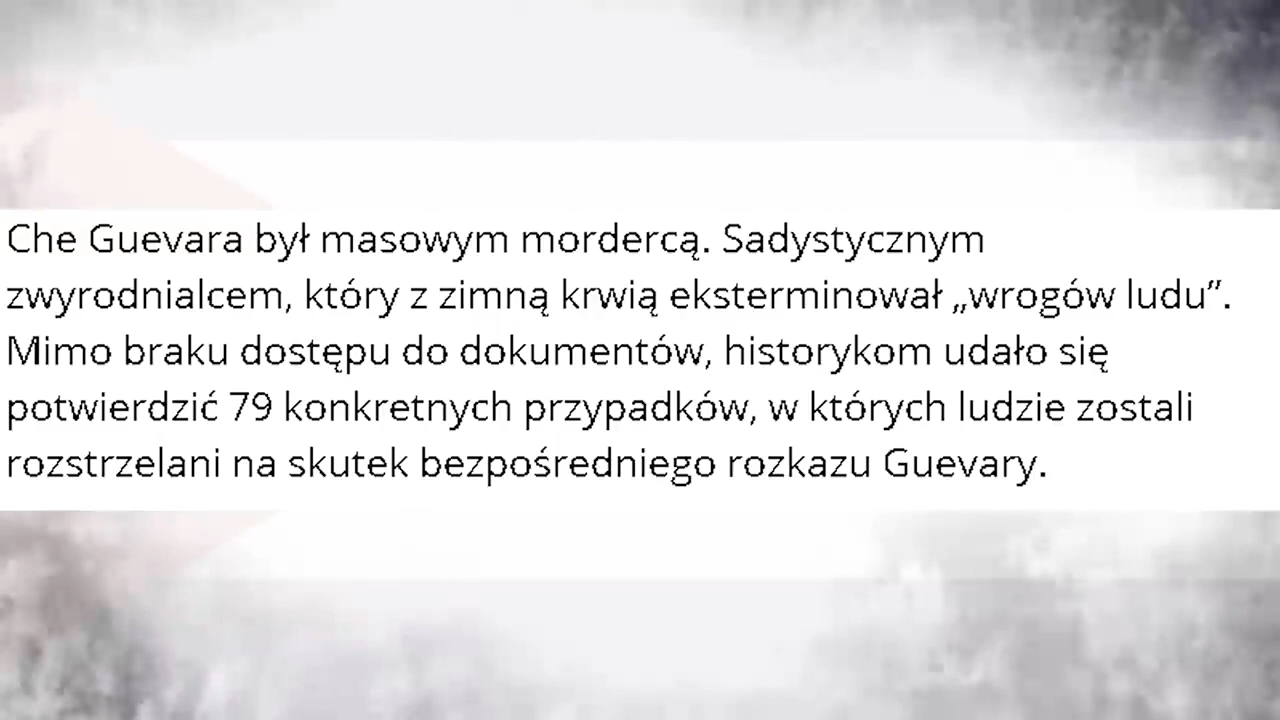 Che Guevara był masowym mordercą. Sadystycznym
zwyrodnialcem, który z zimną krwią eksterminował „wrogów ludu”.
Mimo braku dostępu do dokumentów, historykom udało się
potwierdzić 79 konkretnych przypadków, w których ludzie zostali
rozstrzelani na skutek bezpośredniego rozkazu Guevary.